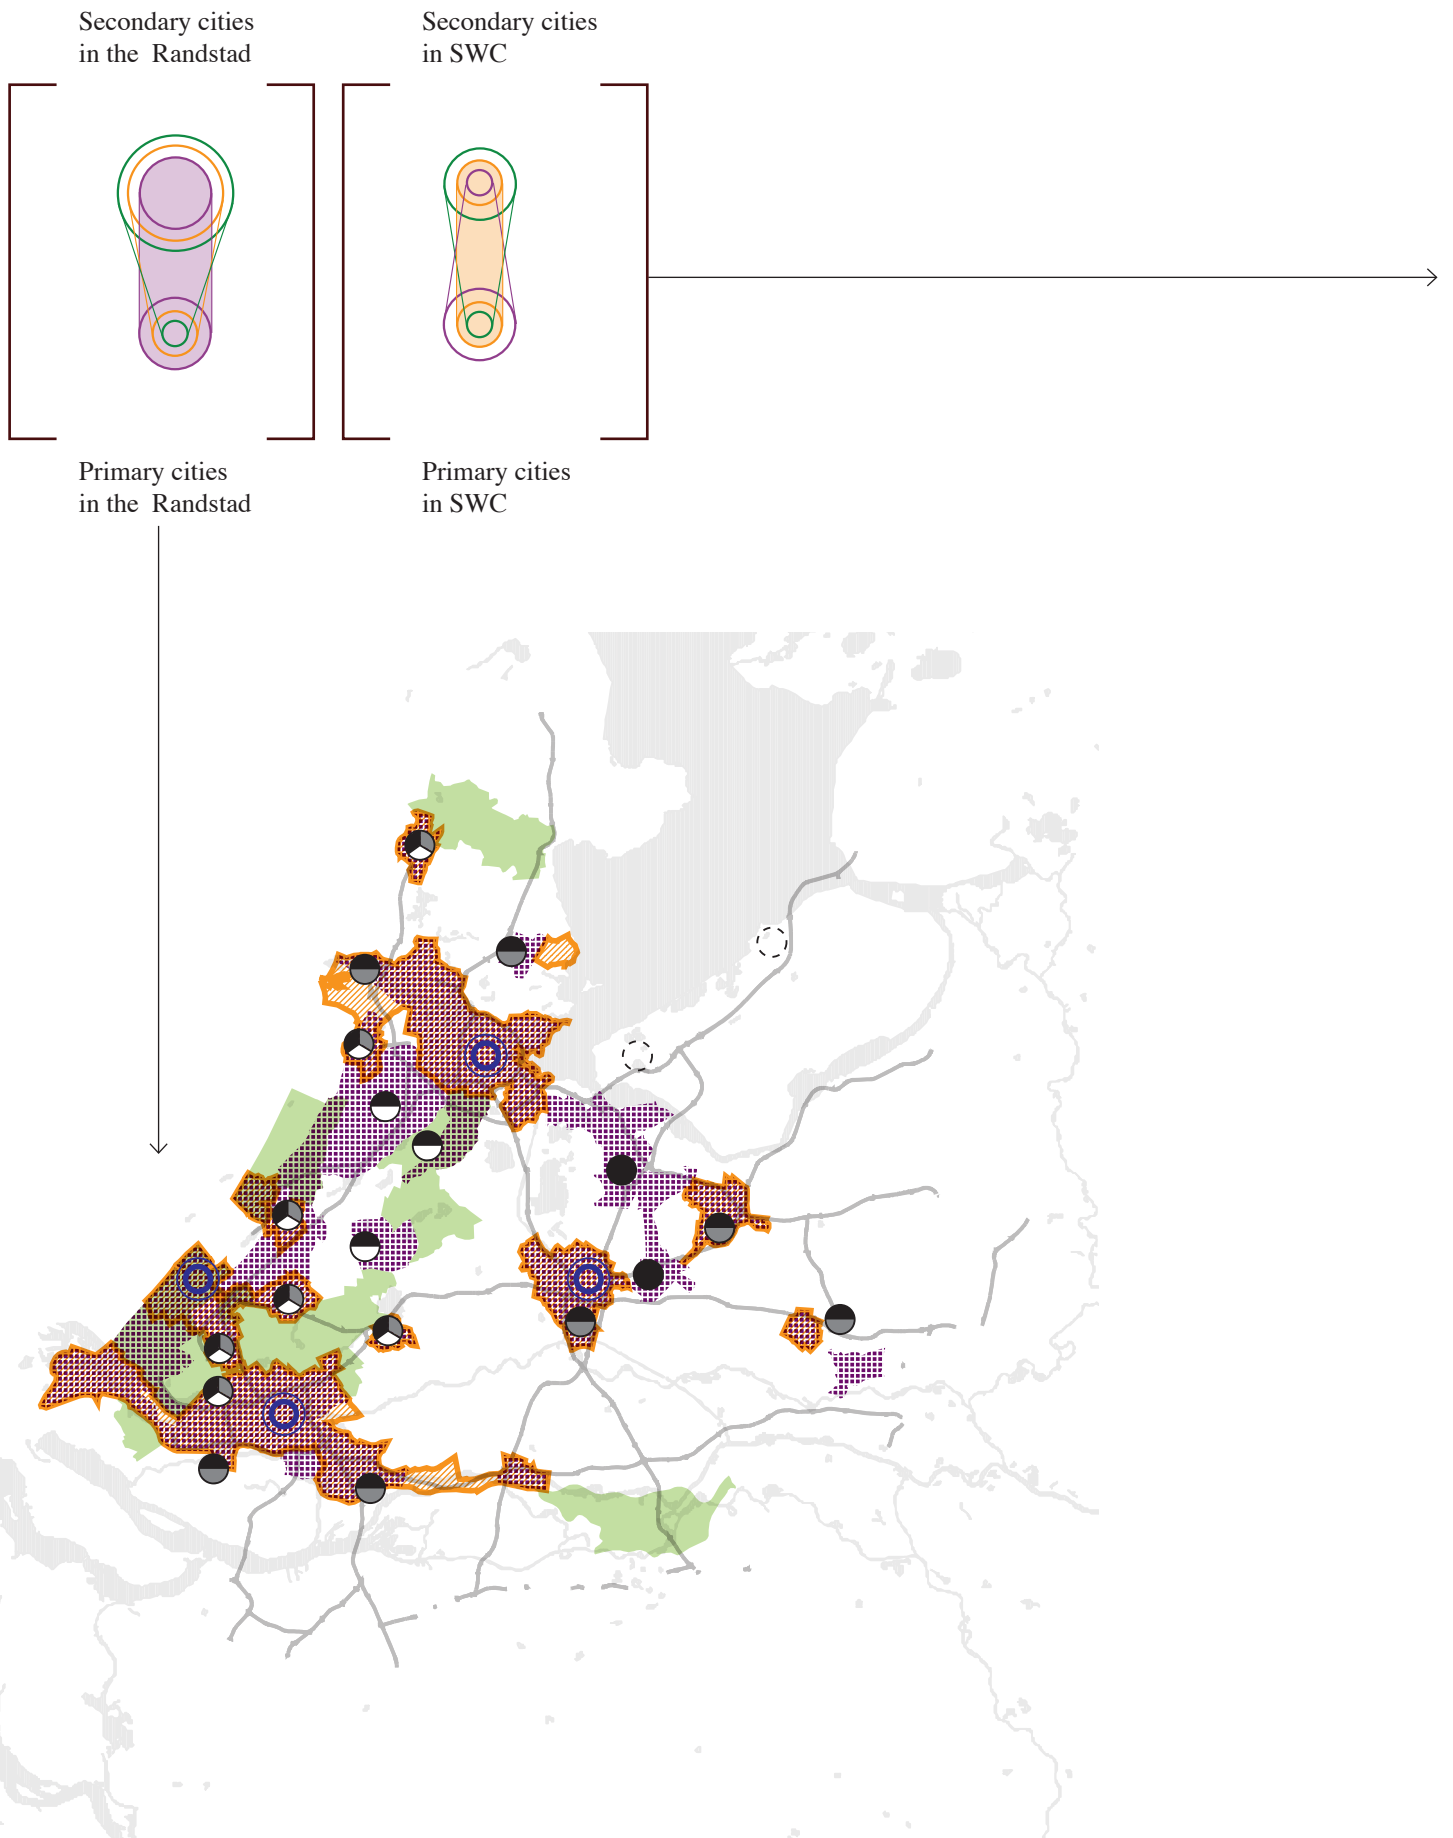 Secondary cities
in the  Randstad
Secondary cities
in SWC
Primary cities
in the  Randstad
Primary cities
in SWC